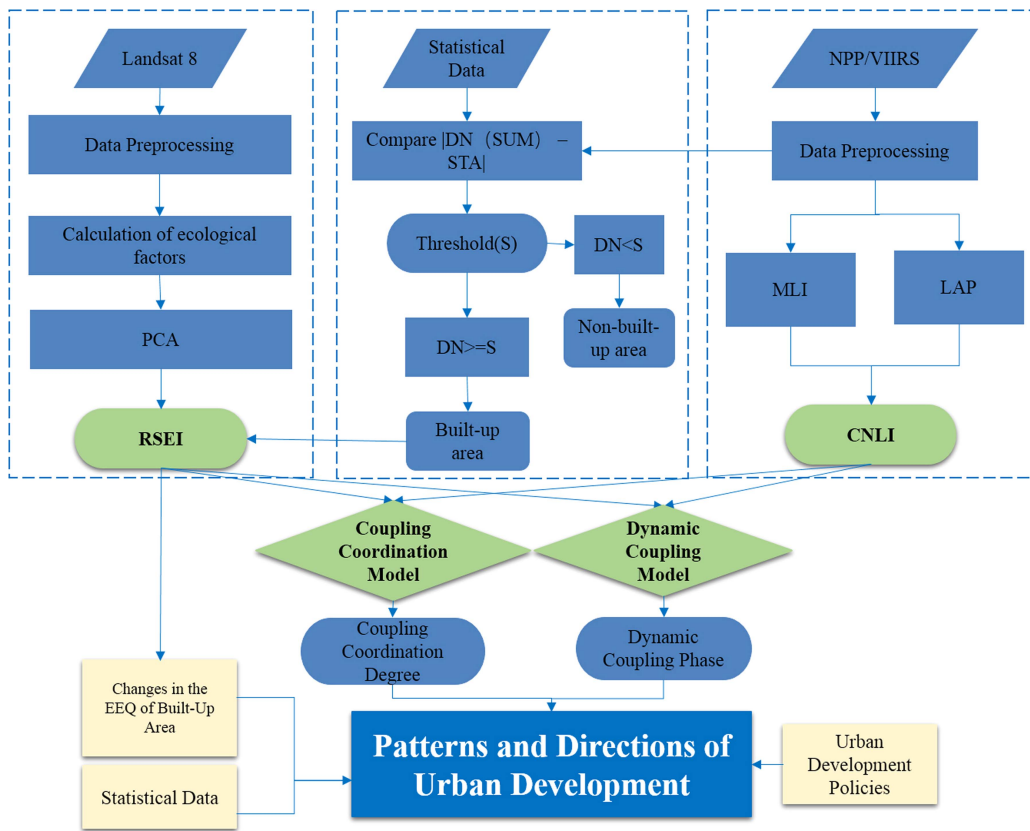 Landsat 8
Data Preprocessing
Calculation of ecological
factors
PCA
RSEI
Statistical
Data
Compare |DN（SUM） –
STA|
Threshold(S)
DN<S
DN>=S
Non-built-
up area
Built-up
area
NPP/VIIRS
Data Preprocessing
MLI
LAP
CNLI
Coupling
Coordination
Model
Dynamic
Coupling
Model
Coupling
Coordination
Degree
Dynamic
Coupling Phase
Changes in the
EEQ of Built-Up
Area
Statistical Data
Patterns and Directions of
Urban Development
Urban
Development
Policies